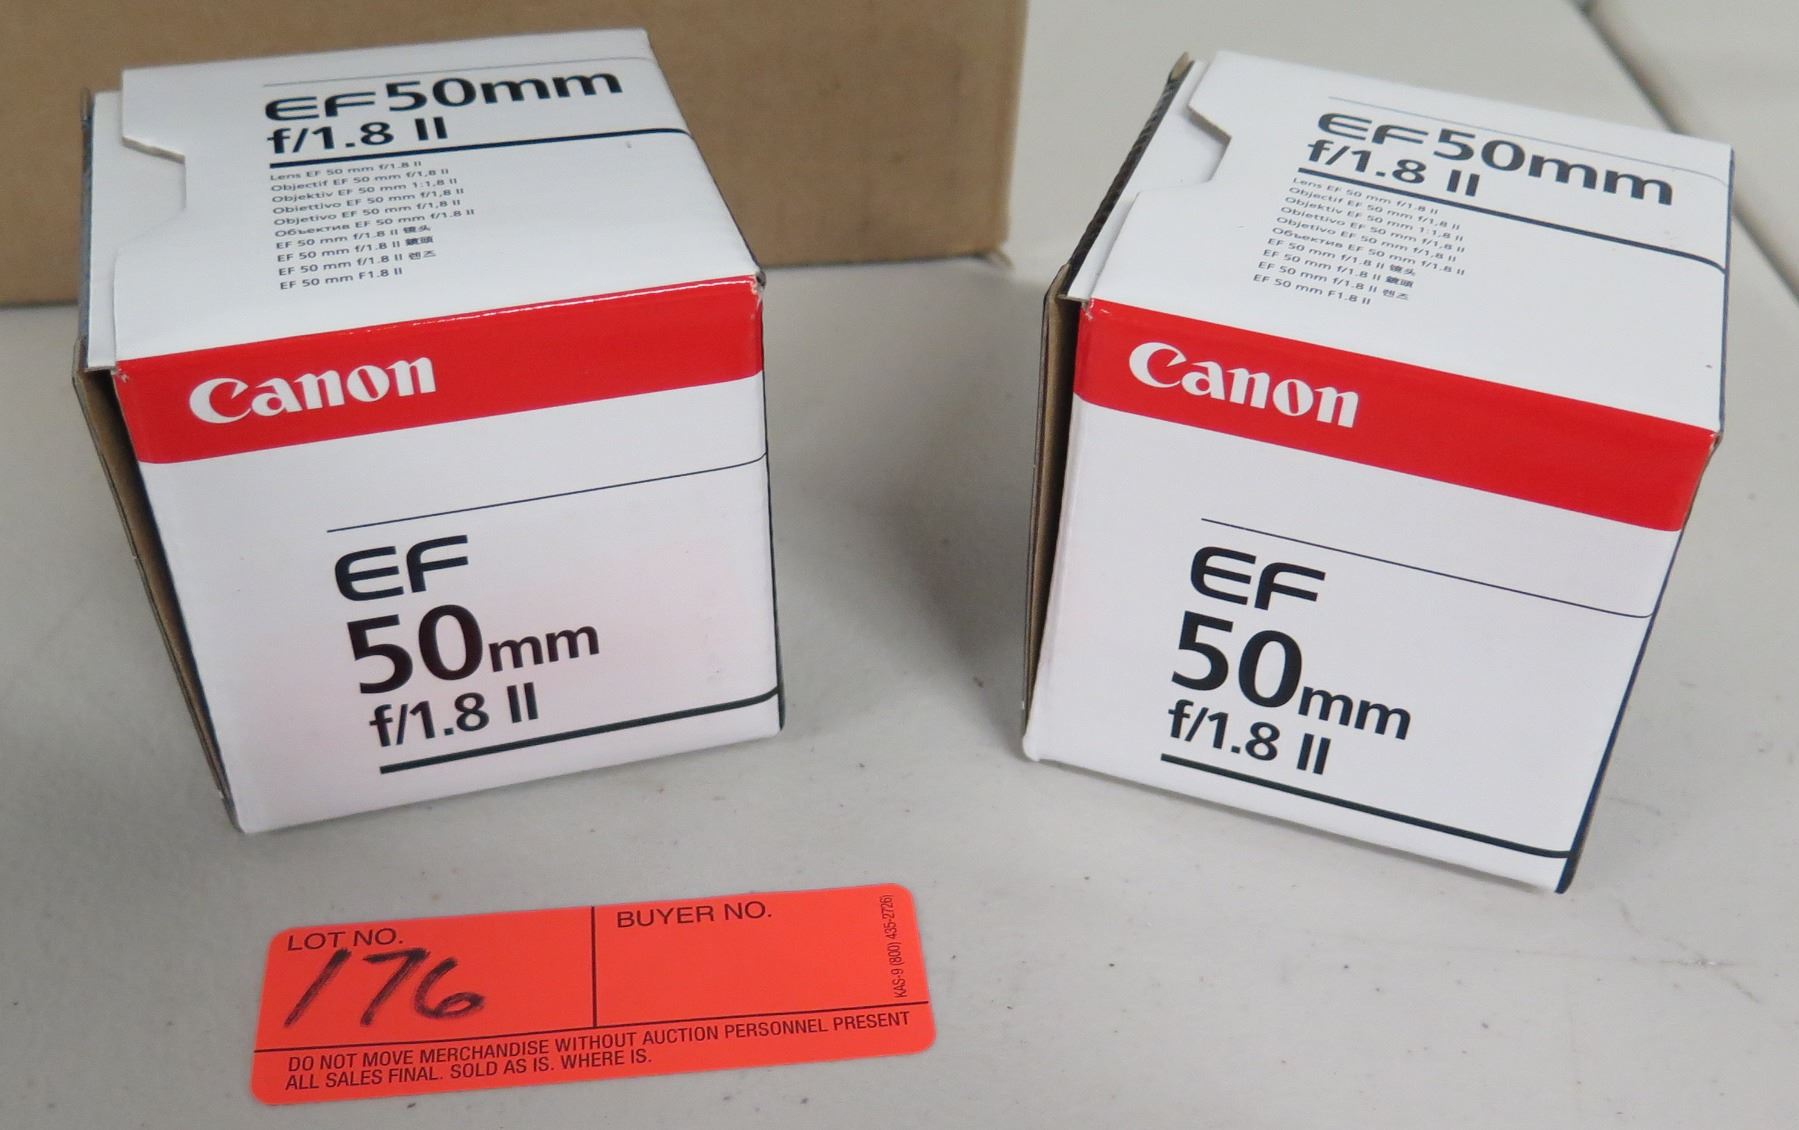 EF50mm
f/1.8 II
Lens EF 50 mm f/1.8 II
Objectif EF 50 mm f/1,8 II
Objektiv EF 50 mm 1:1,8 II
Obiettivo EF 50 mm f/1,8 II
Objetivo EF 50 mm f/1,8 II
Объектив EF 50 mm f/1.8 II
EF 50 mm f/1.8 II 镜头
EF 50 mm f/1.8 II 鏡頭
EF 50 mm f/1.8 II 렌즈
EF 50 mm F1.8 II
Canon
EF
50mm
f/1.8 II
EF50mm
f/1.8 II
Lens EF 50 mm f/1.8 II
Objectif EF 50 mm f/1,8 II
Objektiv EF 50 mm 1:1,8 II
Obiettivo EF 50 mm f/1,8 II
Objetivo EF 50 mm f/1,8 II
Объектив EF 50 mm f/1.8 II
EF 50 mm f/1.8 II 镜头
EF 50 mm f/1.8 II 鏡頭
EF 50 mm f/1.8 II 렌즈
EF 50 mm F1.8 II
Canon
EF
50mm
f/1.8 II
LOT NO.
176
BUYER NO.
KAS-9 (800) 435-2726)
DO NOT MOVE MERCHANDISE WITHOUT AUCTION PERSONNEL PRESENT
ALL SALES FINAL. SOLD AS IS. WHERE IS.